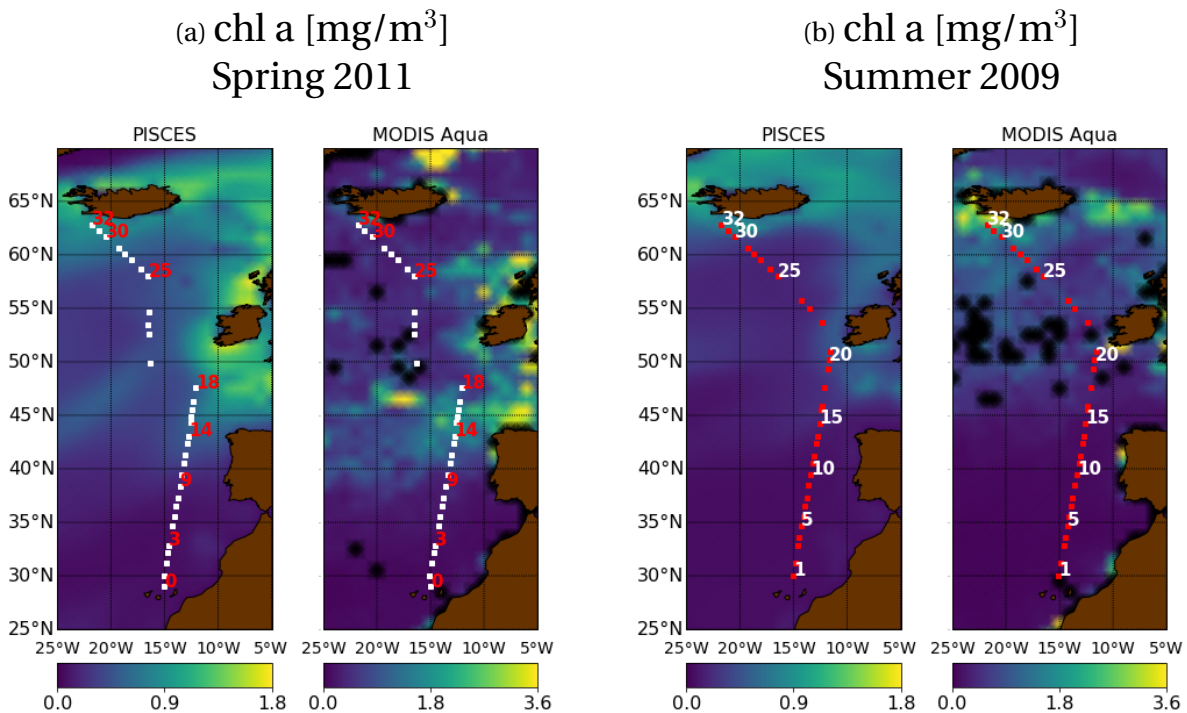 (a) chl a [mg/m³]
Spring 2011
(b) chl a [mg/m³]
Summer 2009
PISCES
MODIS Aqua
PISCES
MODIS Aqua
65°N
60°N
55°N
50°N
45°N
40°N
35°N
30°N
25°N
32
30
25
18
14
9
3
0
25°W 20°W 15°W 10°W 5°W
0.0 0.9 1.8
32
30
25
18
14
9
3
0
25°W 20°W 15°W 10°W 5°W
0.0 1.8 3.6
65°N
60°N
55°N
50°N
45°N
40°N
35°N
30°N
25°N
32
30
25
20
15
10
5
1
25°W 20°W 15°W 10°W 5°W
0.0 0.9 1.8
32
30
25
20
15
10
5
1
25°W 20°W 15°W 10°W 5°W
0.0 1.8 3.6